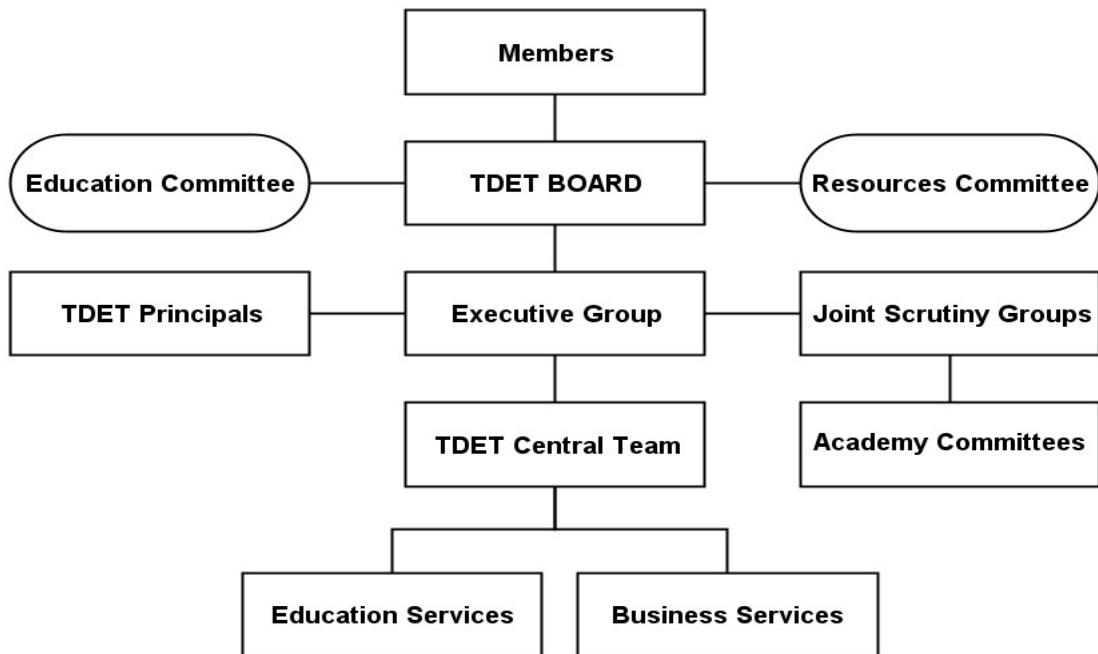 Members
Education Committee
TDET BOARD
Resources Committee
TDET Principals
Executive Group
Joint Scrutiny Groups
TDET Central Team
Academy Committees
Education Services
Business Services